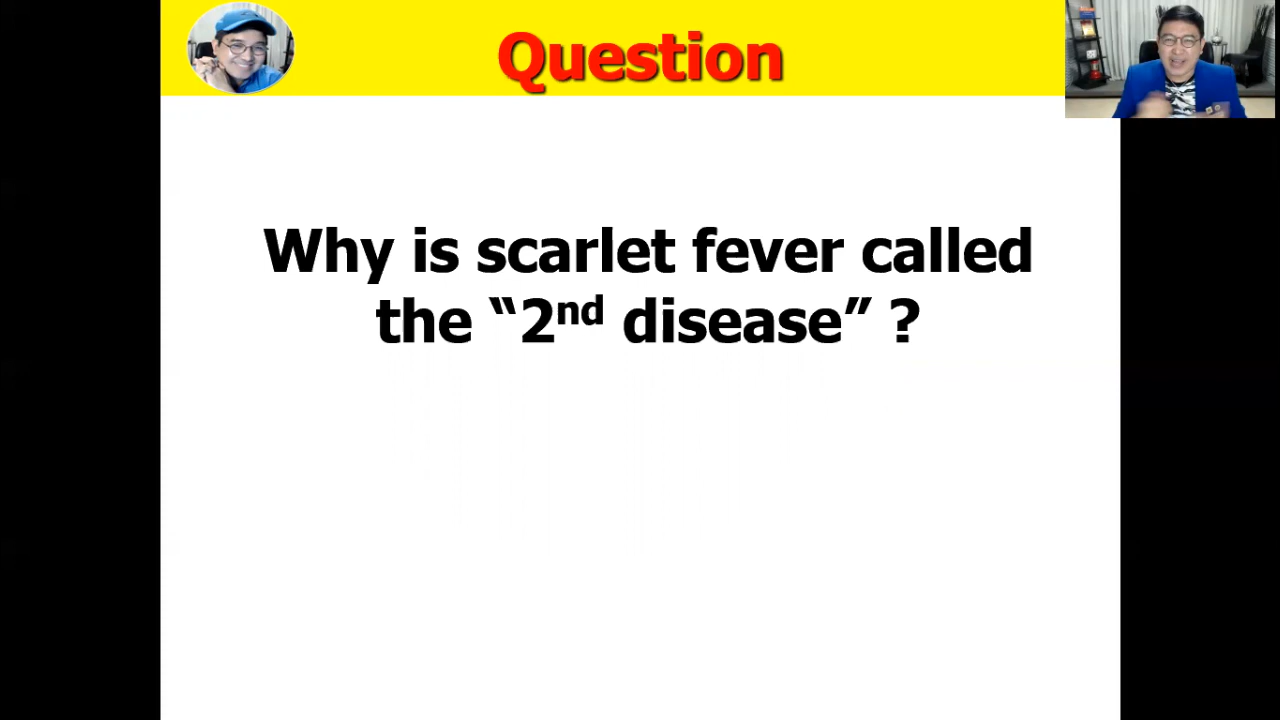 Question
Why is scarlet fever called
the “2nd disease” ?